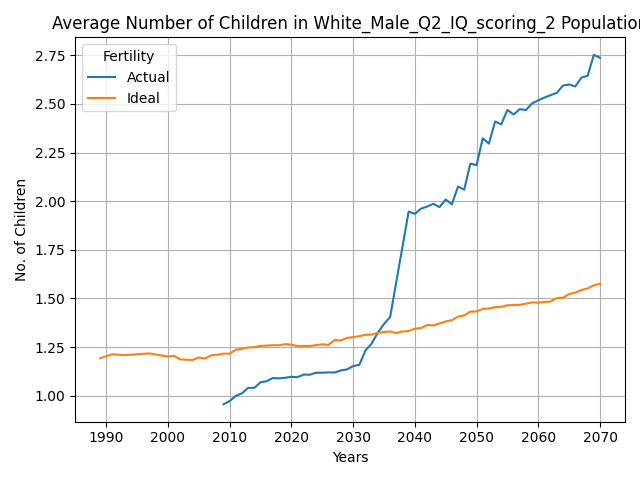 Average Number of Children in White_Male_Q2_IQ_scoring_2 Population
Fertility
Actual
Ideal
No. of Children
2.75
2.50
2.25
2.00
1.75
1.50
1.25
1.00
1990 2000 2010 2020 2030 2040 2050 2060 2070
Years